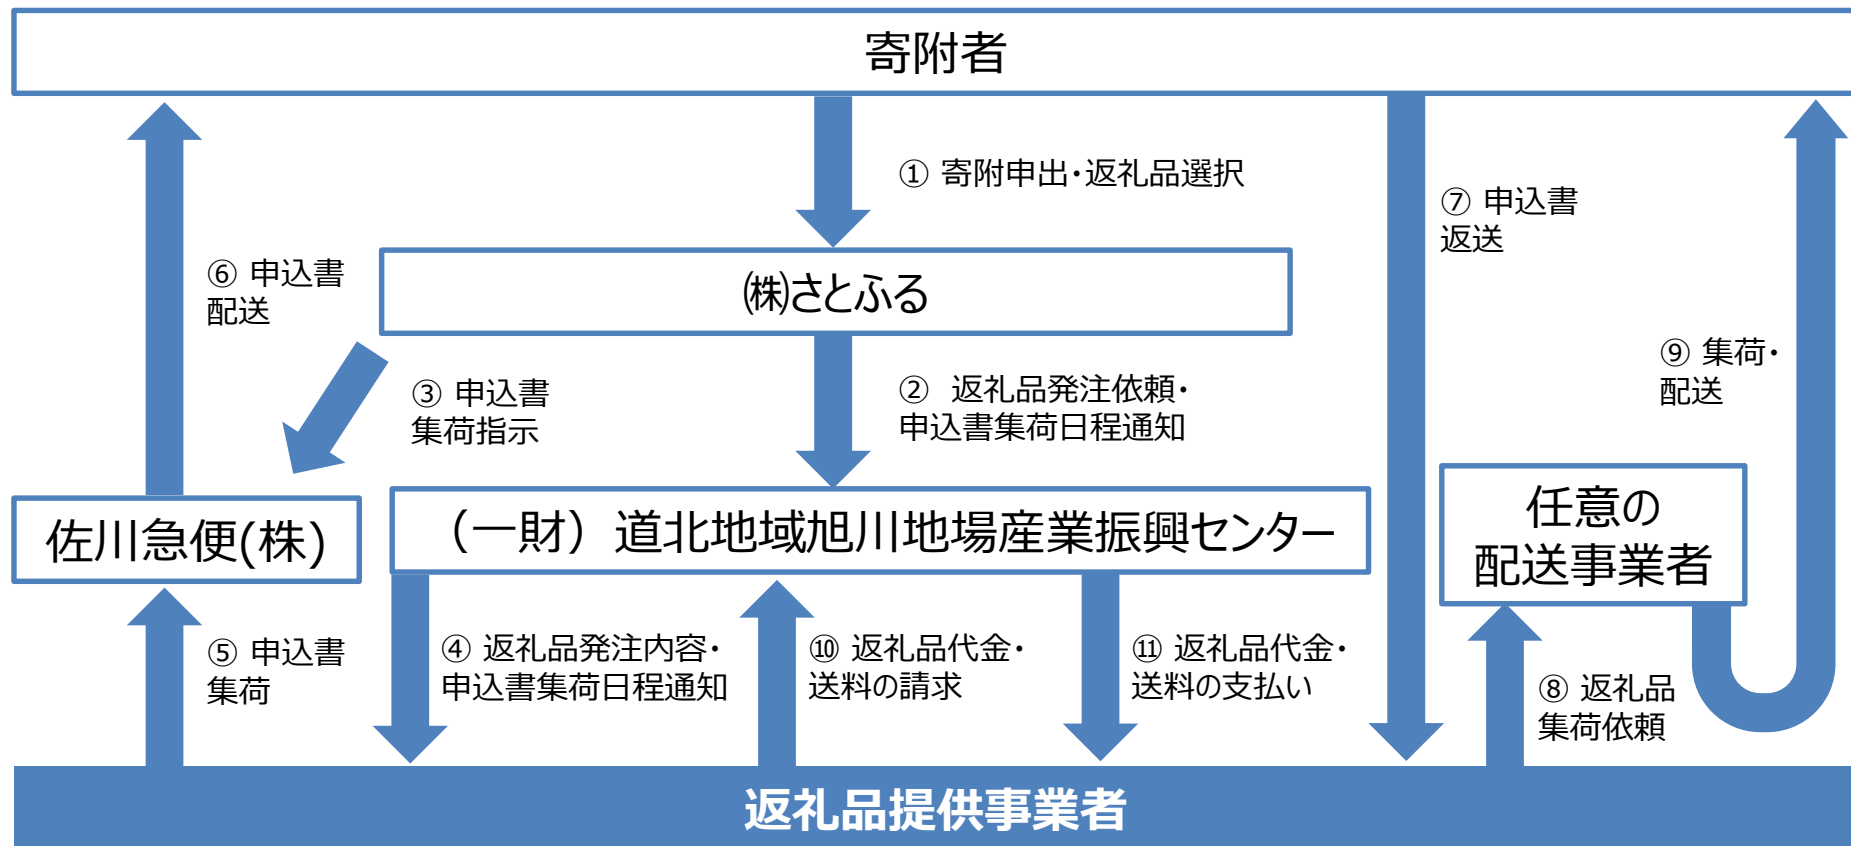 寄附者
① 寄附申出・返礼品選択
⑦ 申込書
返送
⑥ 申込書
配送
㈱さとふる
⑨ 集荷・
配送
③ 申込書
集荷指示
② 返礼品発注依頼・
申込書集荷日程通知
佐川急便(株)
（一財）道北地域旭川地場産業振興センター
任意の
配送事業者
⑤ 申込書
集荷
④ 返礼品発注内容・
申込書集荷日程通知
⑩ 返礼品代金・
送料の請求
⑪ 返礼品代金・
送料の支払い
⑧ 返礼品
集荷依頼
返礼品提供事業者